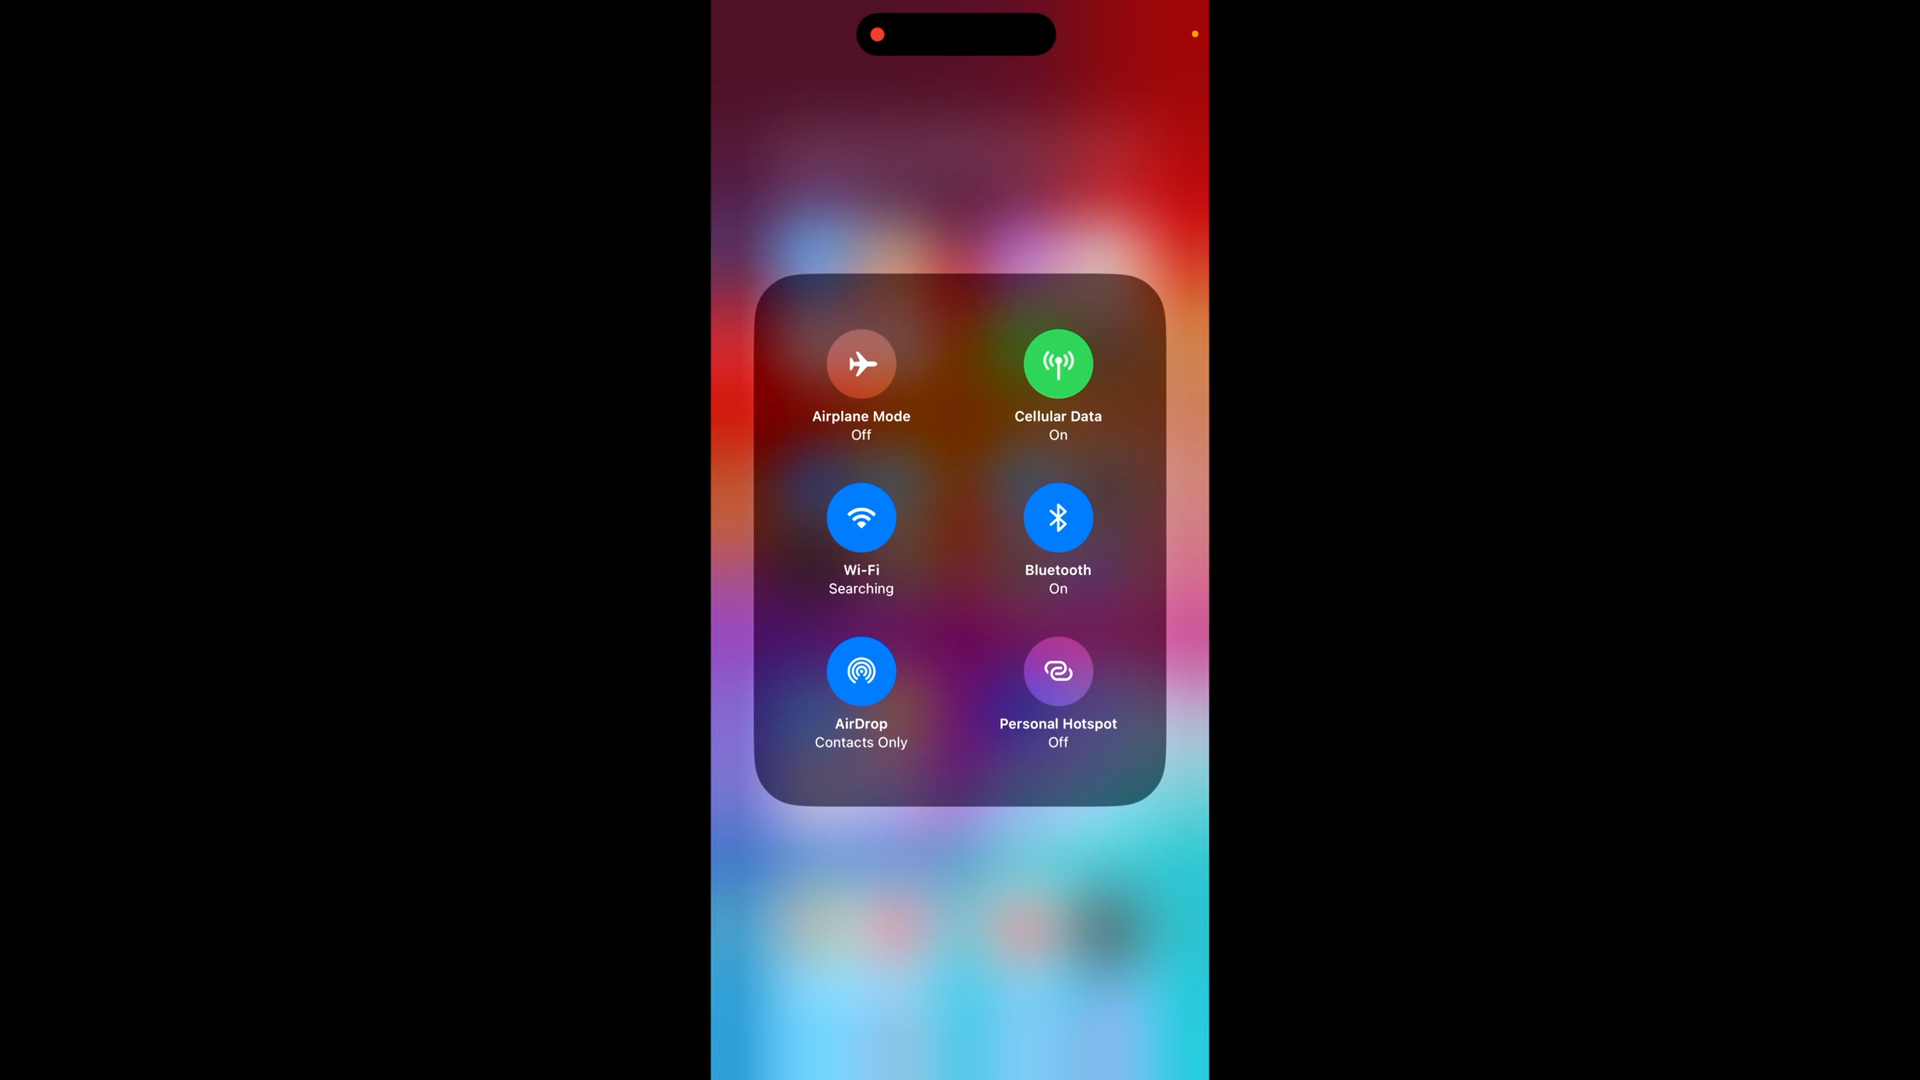 Airplane Mode
Off
Cellular Data
On
Wi-Fi
Searching
Bluetooth
On
AirDrop
Contacts Only
Personal Hotspot
Off